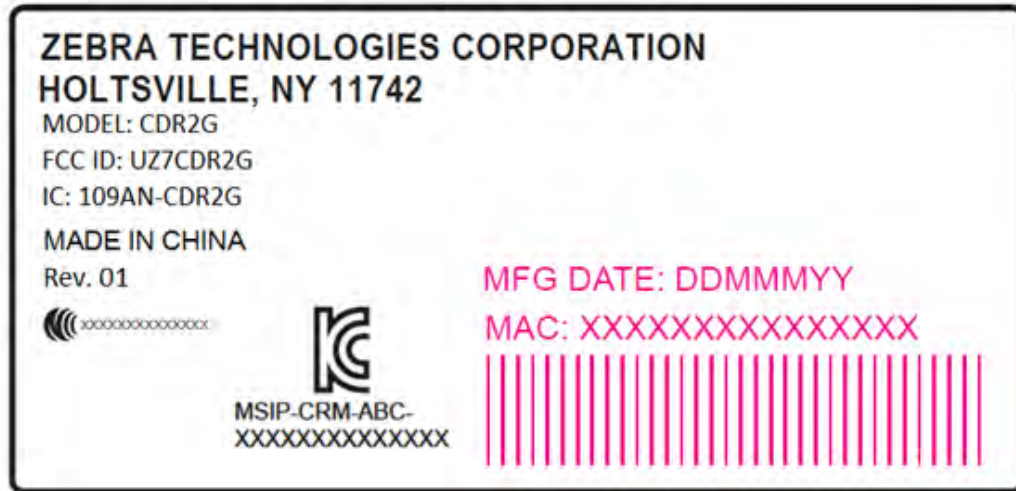 ZEBRA TECHNOLOGIES CORPORATION
HOLTSVILLE, NY 11742
MODEL: CDR2G
FCC ID: UZ7CDR2G
IC: 109AN-CDR2G
MADE IN CHINA
Rev. 01
XXXXXXXXXXXXXX
MSIP-CRM-ABC-
XXXXXXXXXXXXXX
MFG DATE: DDMMMYY
MAC: XXXXXXXXXXXXXXX